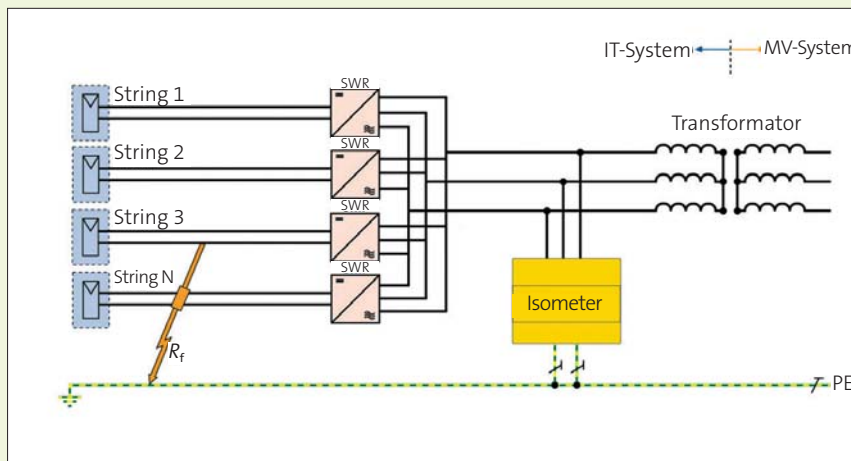 IT-System
MV-System
SWR
String 1
Transformator
SWR
String 2
SWR
String 3
SWR
String N
Isometer
Rf
PE